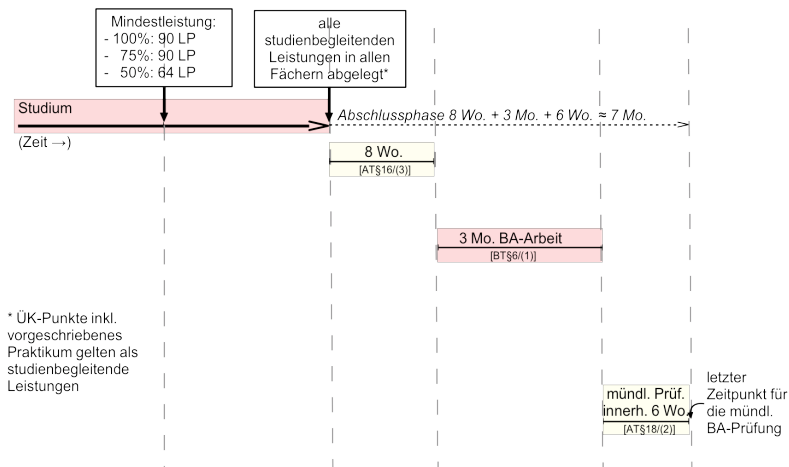 Mindestleistung:
- 100%: 90 LP
- 75%: 90 LP
- 50%: 64 LP
alle
studienbegleitenden
Leistungen in allen
Fächern abgelegt*
Studium
(Zeit →)
Abschlussphase 8 Wo. + 3 Mo. + 6 Wo. ≈ 7 Mo.
8 Wo.
[AT§16/(3)]
3 Mo. BA-Arbeit
[BT§6/(1)]
* ÜK-Punkte inkl.
vorgeschriebenes
Praktikum gelten als
studienbegleitende
Leistungen
mündl. Prüf.
innerh. 6 Wo.
[AT§18/(2)]
letzter
Zeitpunkt für
die mündl.
BA-Prüfung